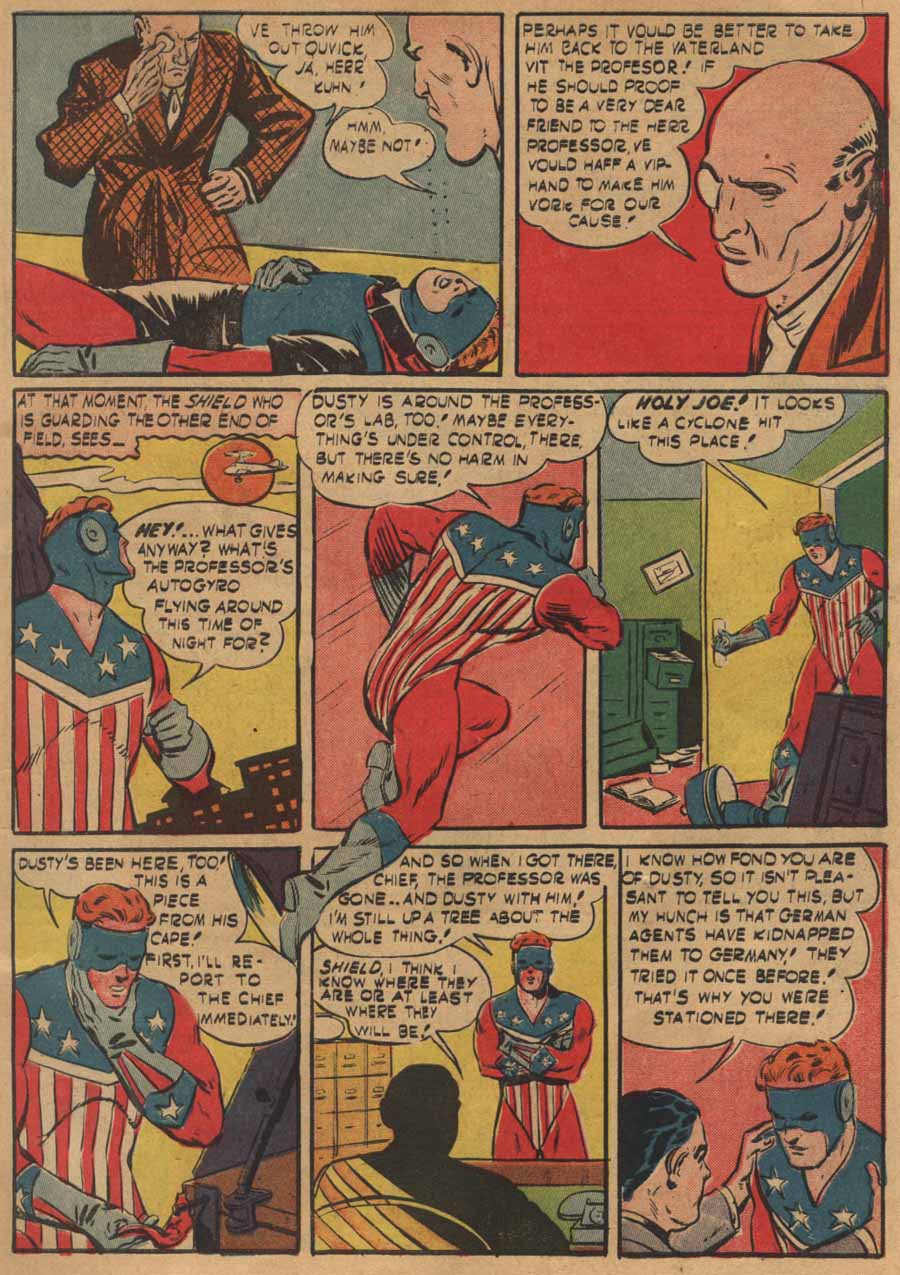 VE THROW HIM
OUT QUVICK,
JA, HERR
KUHN!
HMM,
MAYBE NOT!
PERHAPS IT VOULD BE BETTER TO TAKE
HIM BACK TO THE VATERLAND
VIT THE PROFESOR! IF
HE SHOULD PROOF
TO BE A VERY DEAR
FRIEND TO THE HERR
PROFESSOR, VE
VOULD HAFF A VIP-
HAND TO MAKE HIM
VORK FOR OUR
CAUSE!
AT THAT MOMENT, THE SHIELD WHO
IS GUARDING THE OTHER END OF
FIELD, SEES—
HEY!...WHAT GIVES
ANYWAY? WHAT'S
THE PROFESSOR'S
AUTOGYRO
FLYING AROUND
THIS TIME OF
NIGHT FOR?
DUSTY IS AROUND THE PROFESS-
OR'S LAB, TOO! MAYBE EVERY-
THING'S UNDER CONTROL, THERE,
BUT THERE'S NO HARM IN
MAKING SURE!
HOLY JOE! IT LOOKS
LIKE A CYCLONE HIT
THIS PLACE!
DUSTY'S BEEN HERE, TOO!
THIS IS A
PIECE
FROM HIS
CAPE!
FIRST, I'LL RE-
PORT TO
THE CHIEF
IMMEDIATELY!
AND SO WHEN I GOT THERE,
CHIEF, THE PROFESSOR WAS
GONE..AND DUSTY WITH HIM!
I'M STILL UP A TREE ABOUT THE
WHOLE THING!
SHIELD, I THINK I
KNOW WHERE THEY
ARE OR AT LEAST
WHERE THEY
WILL BE!
I KNOW HOW FOND YOU ARE
OF DUSTY, SO IT ISN'T PLEA-
SANT TO TELL YOU THIS, BUT
MY HUNCH IS THAT GERMAN
AGENTS HAVE KIDNAPPED
THEM TO GERMANY! THEY
TRIED IT ONCE BEFORE!
THAT'S WHY YOU WERE
STATIONED THERE!